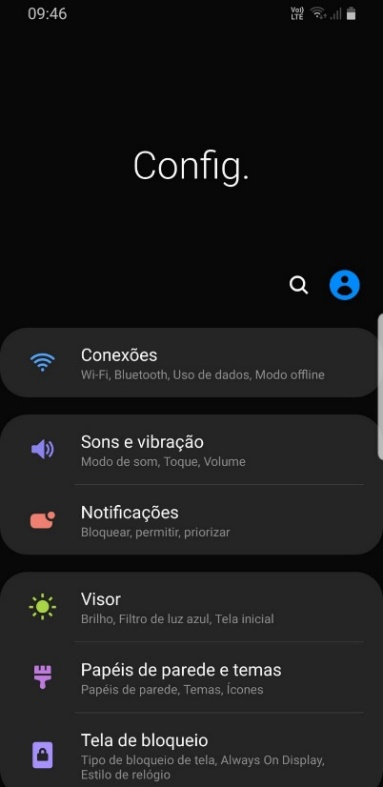 09:46
Vo))
LTE
Config.
Conexões
Wi-Fi, Bluetooth, Uso de dados, Modo offline
Sons e vibração
Modo de som, Toque, Volume
Notificações
Bloquear, permitir, priorizar
Visor
Brilho, Filtro de luz azul, Tela inicial
Papéis de parede e temas
Papéis de parede, Temas, Ícones
Tela de bloqueio
Tipo de bloqueio de tela, Always On Display,
Estilo de relógio